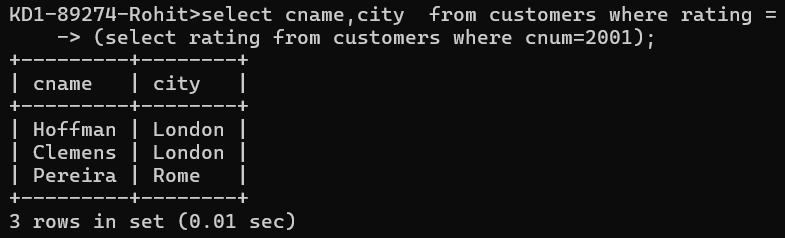 KD1-89274-Rohit>select cname,city  from customers where rating =
    -> (select rating from customers where cnum=2001);
+---------+--------+
| cname   | city   |
+---------+--------+
| Hoffman | London |
| Clemens | London |
| Pereira | Rome   |
+---------+--------+
3 rows in set (0.01 sec)